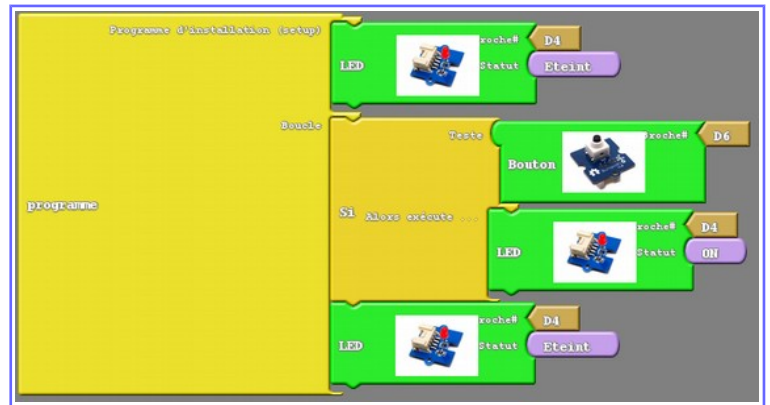 Programme d'installation (setup)
LED
roche#
D4
Statut
Eteint
Boucle
programme
Si
Teste
Bouton
roche#
D6
Alors exécute ...
LED
roche#
D4
Statut
ON
LED
roche#
D4
Statut
Eteint